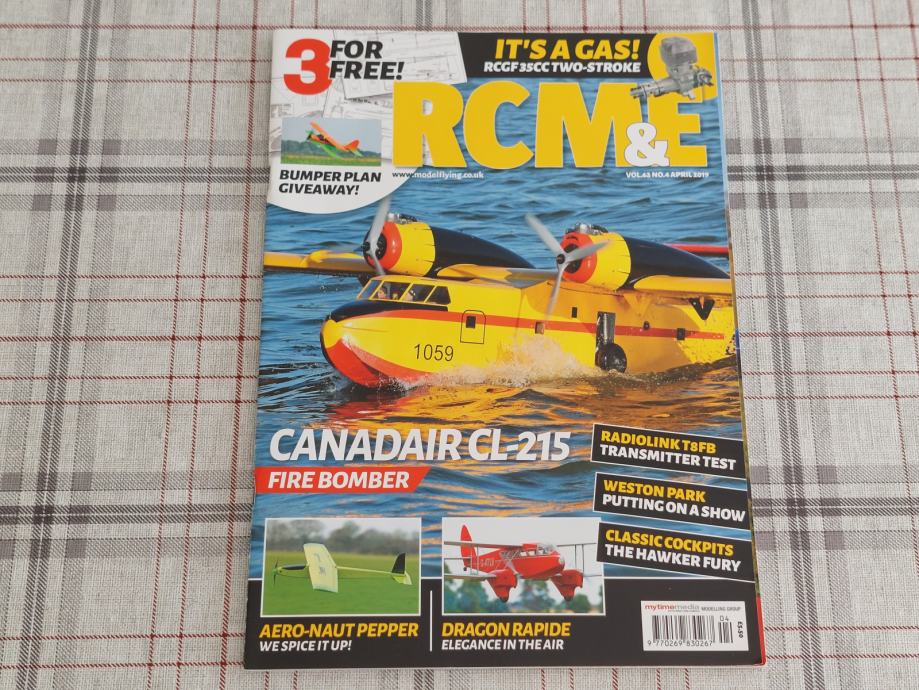 3 FOR
FREE!
IT'S A GAS!
RCGF 35CC TWO-STROKE
RCM&E
www.modelflying.co.uk
VOL.63 NO.4 APRIL 2019
BUMPER PLAN
GIVEAWAY!
1059
CANADAIR CL-215
FIRE BOMBER
RADIOLINK T8FB
TRANSMITTER TEST
WESTON PARK
PUTTING ON A SHOW
CLASSIC COCKPITS
THE HAWKER FURY
AERO-NAUT PEPPER
WE SPICE IT UP!
DRAGON RAPIDE
ELEGANCE IN THE AIR
mytimemedia MODELLING GROUP
04
£5.50
9 770269 830267